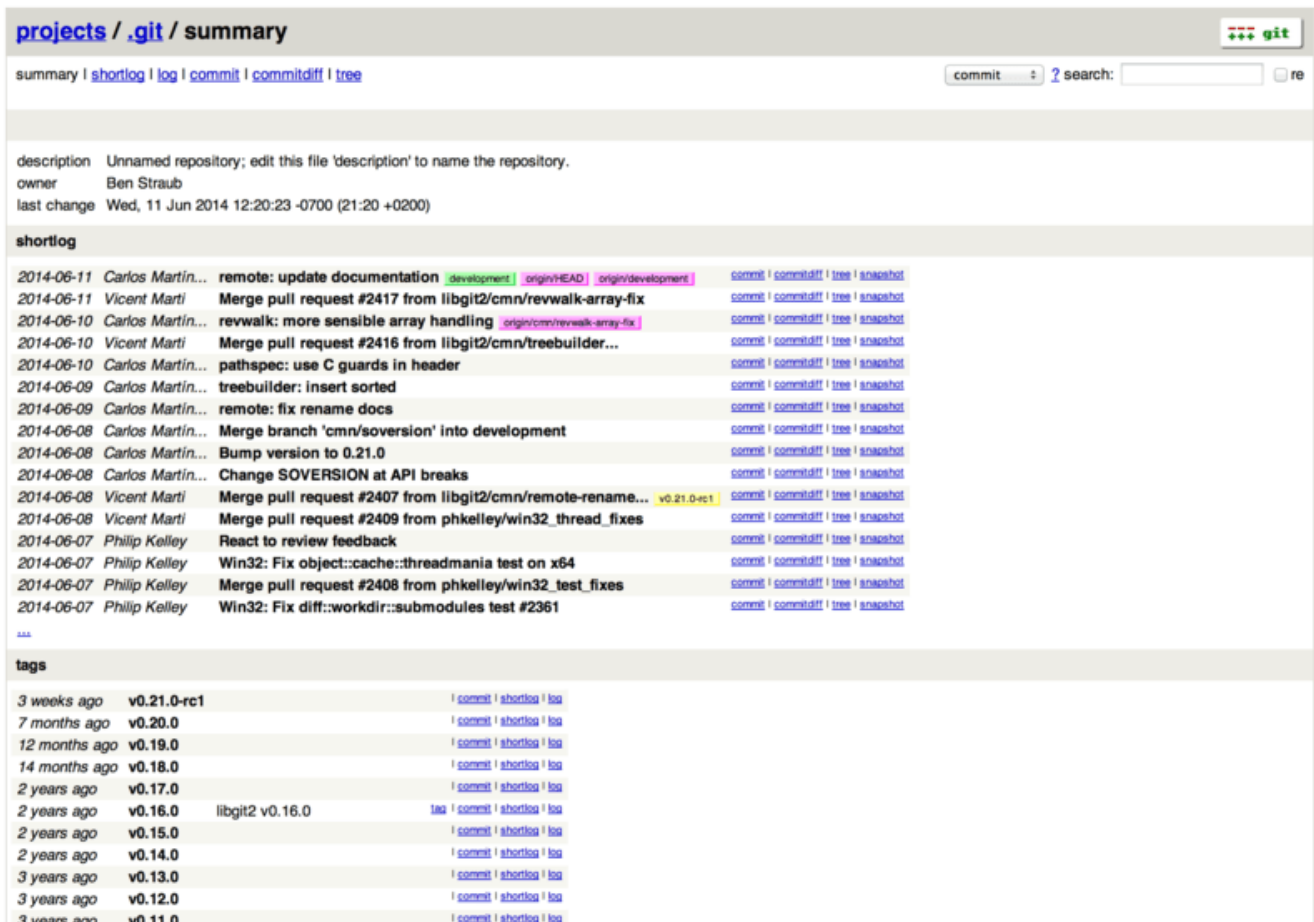 projects / .git / summary
git
summary | shortlog | log | commit | commitdiff | tree
commit ? search: re
description Unnamed repository; edit this file 'description' to name the repository.
owner Ben Straub
last change Wed, 11 Jun 2014 12:20:23 -0700 (21:20 +0200)
shortlog
2014-06-11 Carlos Martín... remote: update documentation development origin/HEAD origin/development commit | commitdiff | tree | snapshot
2014-06-11 Vicent Marti Merge pull request #2417 from libgit2/cmn/revwalk-array-fix commit | commitdiff | tree | snapshot
2014-06-10 Carlos Martín... revwalk: more sensible array handling origin/cmn/revwalk-array-fix commit | commitdiff | tree | snapshot
2014-06-10 Vicent Marti Merge pull request #2416 from libgit2/cmn/treebuilder... commit | commitdiff | tree | snapshot
2014-06-10 Carlos Martín... pathspec: use C guards in header commit | commitdiff | tree | snapshot
2014-06-09 Carlos Martín... treebuilder: insert sorted commit | commitdiff | tree | snapshot
2014-06-09 Carlos Martín... remote: fix rename docs commit | commitdiff | tree | snapshot
2014-06-08 Carlos Martín... Merge branch 'cmn/soversion' into development commit | commitdiff | tree | snapshot
2014-06-08 Carlos Martín... Bump version to 0.21.0 commit | commitdiff | tree | snapshot
2014-06-08 Carlos Martín... Change SOVERSION at API breaks commit | commitdiff | tree | snapshot
2014-06-08 Vicent Marti Merge pull request #2407 from libgit2/cmn/remote-rename... v0.21.0-rc1 commit | commitdiff | tree | snapshot
2014-06-08 Vicent Marti Merge pull request #2409 from phkelley/win32_thread_fixes commit | commitdiff | tree | snapshot
2014-06-07 Philip Kelley React to review feedback commit | commitdiff | tree | snapshot
2014-06-07 Philip Kelley Win32: Fix object::cache::threadmania test on x64 commit | commitdiff | tree | snapshot
2014-06-07 Philip Kelley Merge pull request #2408 from phkelley/win32_test_fixes commit | commitdiff | tree | snapshot
2014-06-07 Philip Kelley Win32: Fix diff::workdir::submodules test #2361 commit | commitdiff | tree | snapshot
...
tags
3 weeks ago v0.21.0-rc1 | commit | shortlog | log
7 months ago v0.20.0 | commit | shortlog | log
12 months ago v0.19.0 | commit | shortlog | log
14 months ago v0.18.0 | commit | shortlog | log
2 years ago v0.17.0 | commit | shortlog | log
2 years ago v0.16.0 libgit2 v0.16.0 tag | commit | shortlog | log
2 years ago v0.15.0 | commit | shortlog | log
2 years ago v0.14.0 | commit | shortlog | log
3 years ago v0.13.0 | commit | shortlog | log
3 years ago v0.12.0 | commit | shortlog | log
3 years ago v0.11.0 | commit | shortlog | log